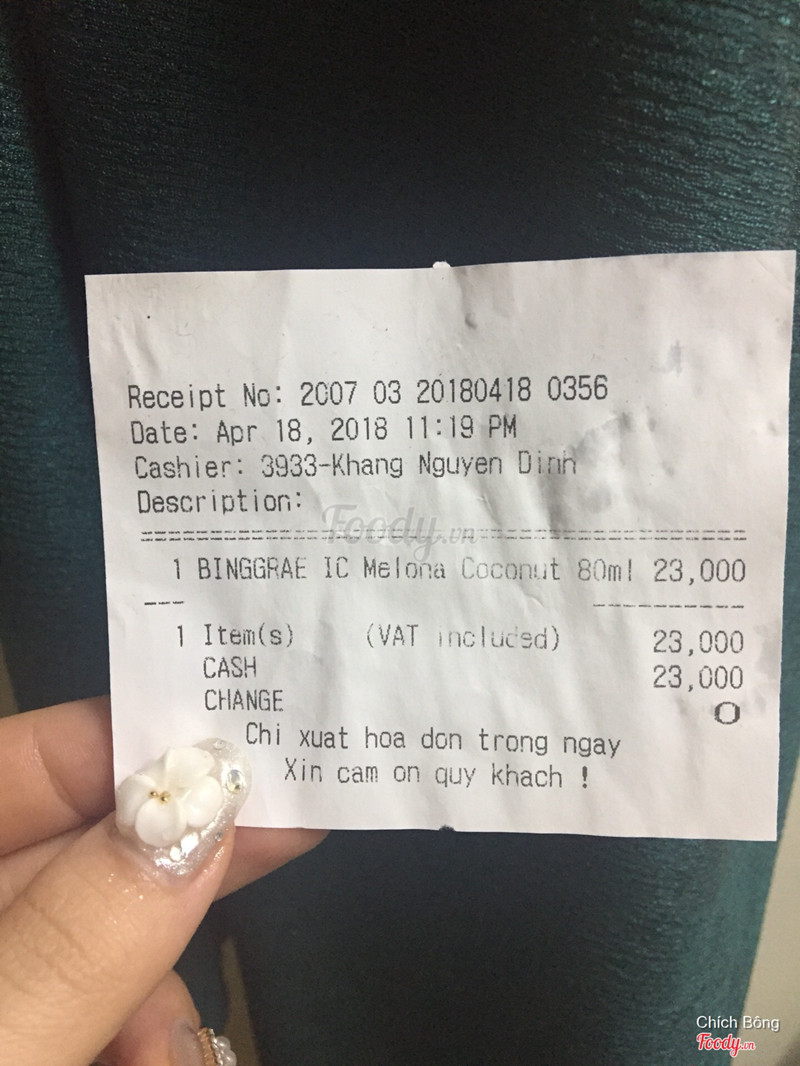 Receipt No: 2007 03 20180418 0356
Date: Apr 18, 2018 11:19 PM
Cashier: 3933-Khang Nguyen Dinh
Description:
Foody.vn
1 BINGGRAE IC Melona Coconut 80ml 23,000
1 Item(s) (VAT included) 23,000
CASH 23,000
CHANGE 0
Chi xuat hoa don trong ngay
Xin cam on quy khach !
Chích Bông
Foody.vn